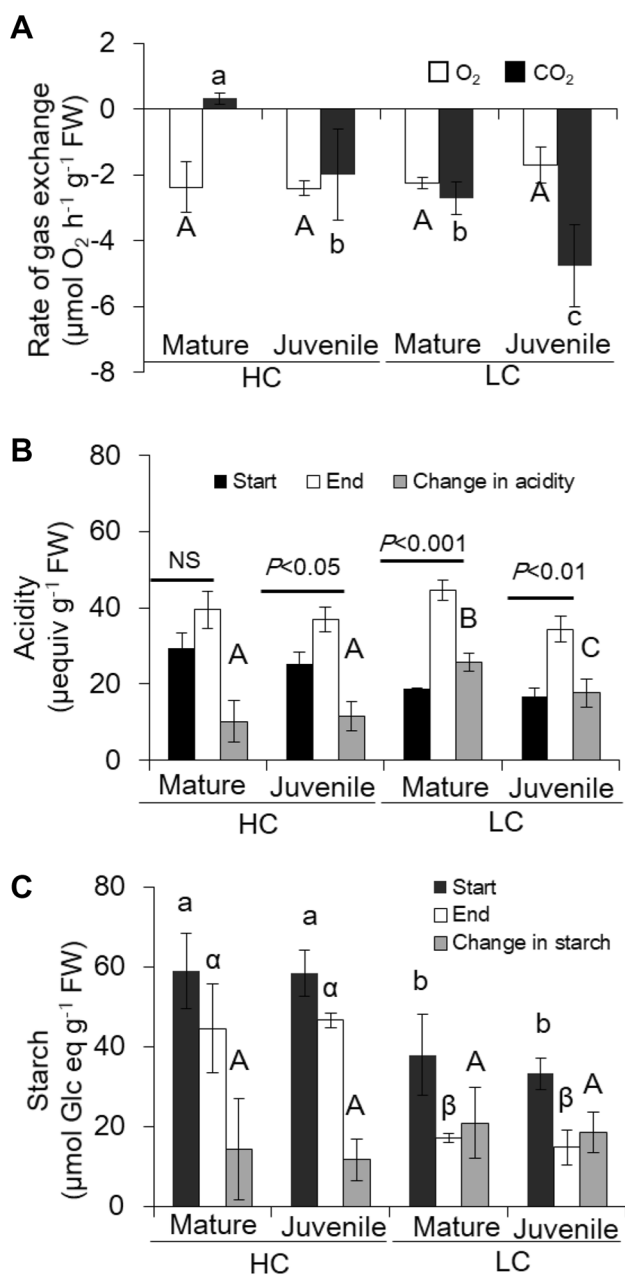 A
Rate of gas exchange
(µmol O₂ h⁻¹ g⁻¹ FW)
2
0
-2
-4
-6
-8
O₂ CO₂
a
A A b A b A c
Mature Juvenile Mature Juvenile
HC LC
B
Acidity
(µequiv g⁻¹ FW)
80
60
40
20
0
Start End Change in acidity
NS P<0.05 P<0.001 P<0.01
A A B C
Mature Juvenile Mature Juvenile
HC LC
C
Starch
(µmol Glc eq g⁻¹ FW)
80
60
40
20
0
Start
End
Change in starch
a α A a α A b β A b β A
Mature Juvenile Mature Juvenile
HC LC